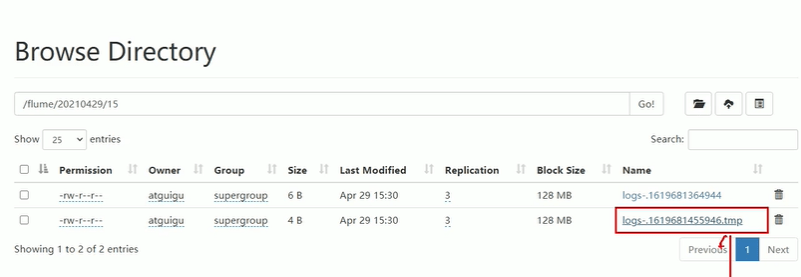 Browse Directory
/flume/20210429/15 Go!
Show 25 entries Search:
Permission Owner Group Size Last Modified Replication Block Size Name
-rw-r--r-- atguigu supergroup 6 B Apr 29 15:30 3 128 MB logs-.1619681364944
-rw-r--r-- atguigu supergroup 4 B Apr 29 15:30 3 128 MB logs-.1619681455946.tmp
Showing 1 to 2 of 2 entries Previous 1 Next